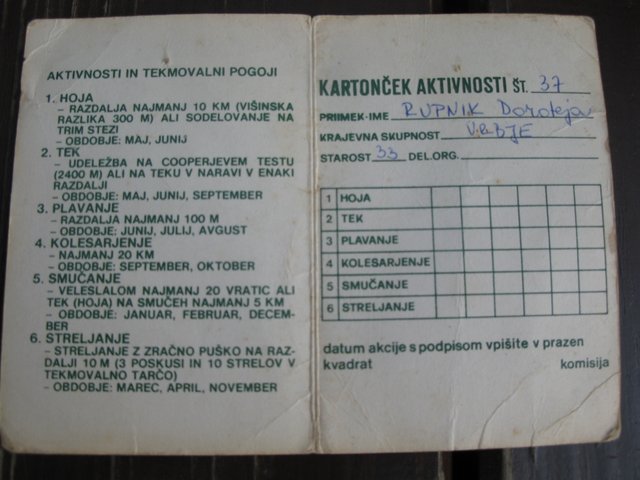 AKTIVNOSTI IN TEKMOVALNI POGOJI
1. HOJA
– RAZDALJA NAJMANJ 10 KM (VIŠINSKA
RAZLIKA 300 M) ALI SODELOVANJE NA
TRIM STEZI
– OBDOBJE: MAJ, JUNIJ
2. TEK
– UDELEŽBA NA COOPERJEVEM TESTU
(2400 M) ALI NA TEKU V NARAVI V ENAKI
RAZDALJI
– OBDOBJE: MAJ, JUNIJ, SEPTEMBER
3. PLAVANJE
– RAZDALJA NAJMANJ 100 M
– OBDOBJE: JUNIJ, JULIJ, AVGUST
4. KOLESARJENJE
– NAJMANJ 20 KM
– OBDOBJE: SEPTEMBER, OKTOBER
5. SMUČANJE
– VELESLALOM NAJMANJ 20 VRATIC ALI
TEK (HOJA) NA SMUČEH NAJMANJ 5 KM
– OBDOBJE: JANUAR, FEBRUAR, DECEM-
BER
6. STRELJANJE
– STRELJANJE Z ZRAČNO PUŠKO NA RAZ-
DALJI 10 M (3 POSKUSI IN 10 STRELOV V
TEKMOVALNO TARČO)
– OBDOBJE: MAREC, APRIL, NOVEMBER
KARTONČEK AKTIVNOSTI ŠT. 37
PRIIMEK-IME RUPNIK Doroteja
KRAJEVNA SKUPNOST VRBJE
STAROST 33 DEL.ORG.
1 HOJA
2 TEK
3 PLAVANJE
4 KOLESARJENJE
5 SMUČANJE
6 STRELJANJE
datum akcije s podpisom vpišite v prazen
kvadrat komisija